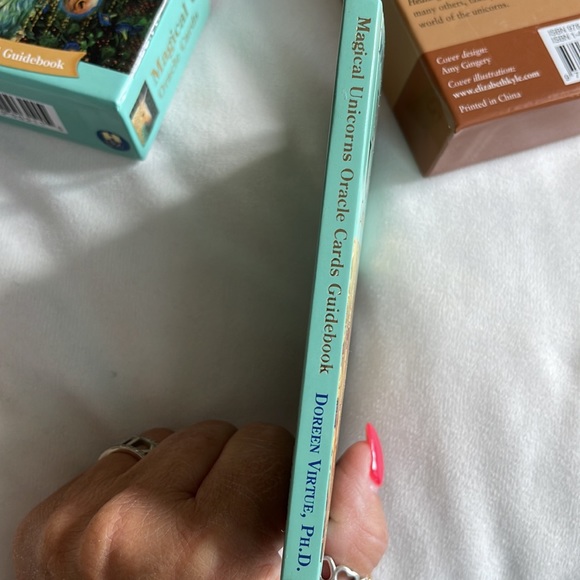 Guidebook
Magical
Oracle Cards
Magical Unicorns Oracle Cards Guidebook
DOREEN VIRTUE, PH.D.
many others,
world of the unicorns.
Cover design:
Amy Gingery
Cover illustration:
www.elizabethkyle.com
Printed in China
ISBN 978